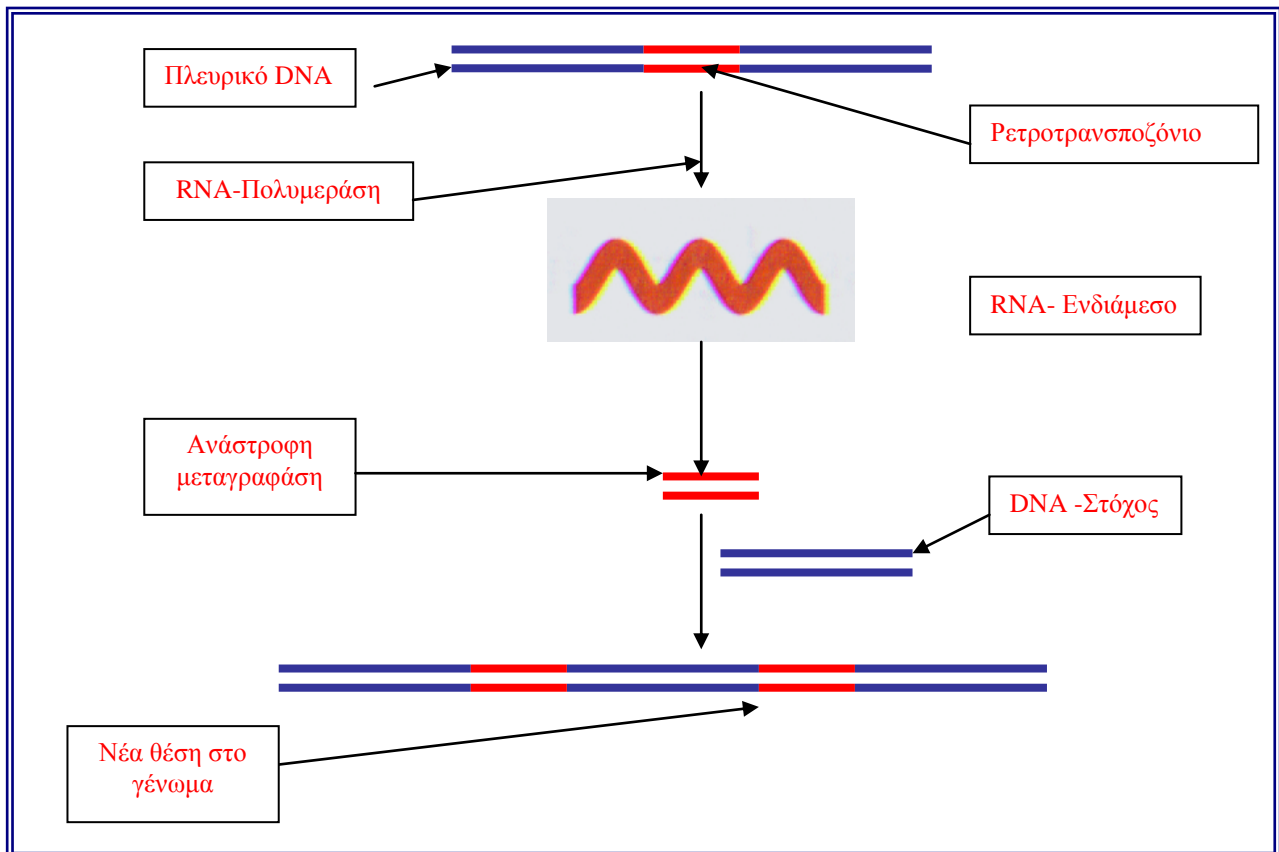 Πλευρικό DNA
Ρετροτρανσποζόνιο
RNA-Πολυμεράση
RNA- Ενδιάμεσο
Ανάστροφη
μεταγραφάση
DNA -Στόχος
Νέα θέση στο
γένωμα